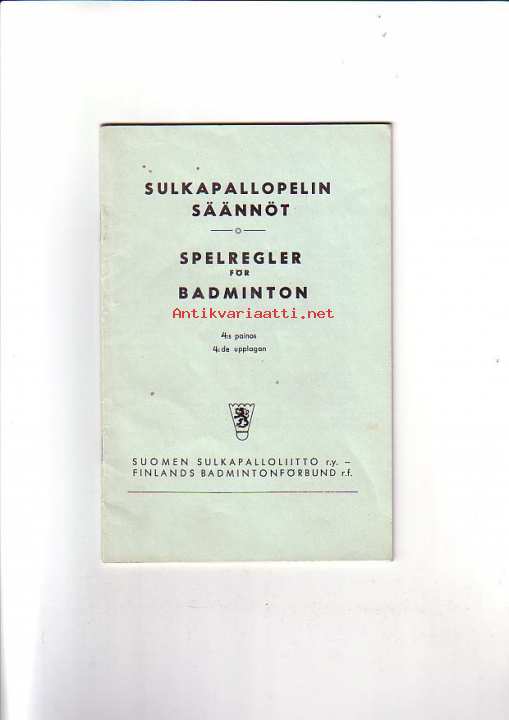 SULKAPALLOPELIN
SÄÄNNÖT
SPELREGLER
FÖR
BADMINTON
Antikvariaatti.net
4:s painos
4:de upplagan
SUOMEN SULKAPALLOLIITTO r.y. –
FINLANDS BADMINTONFÖRBUND r.f.